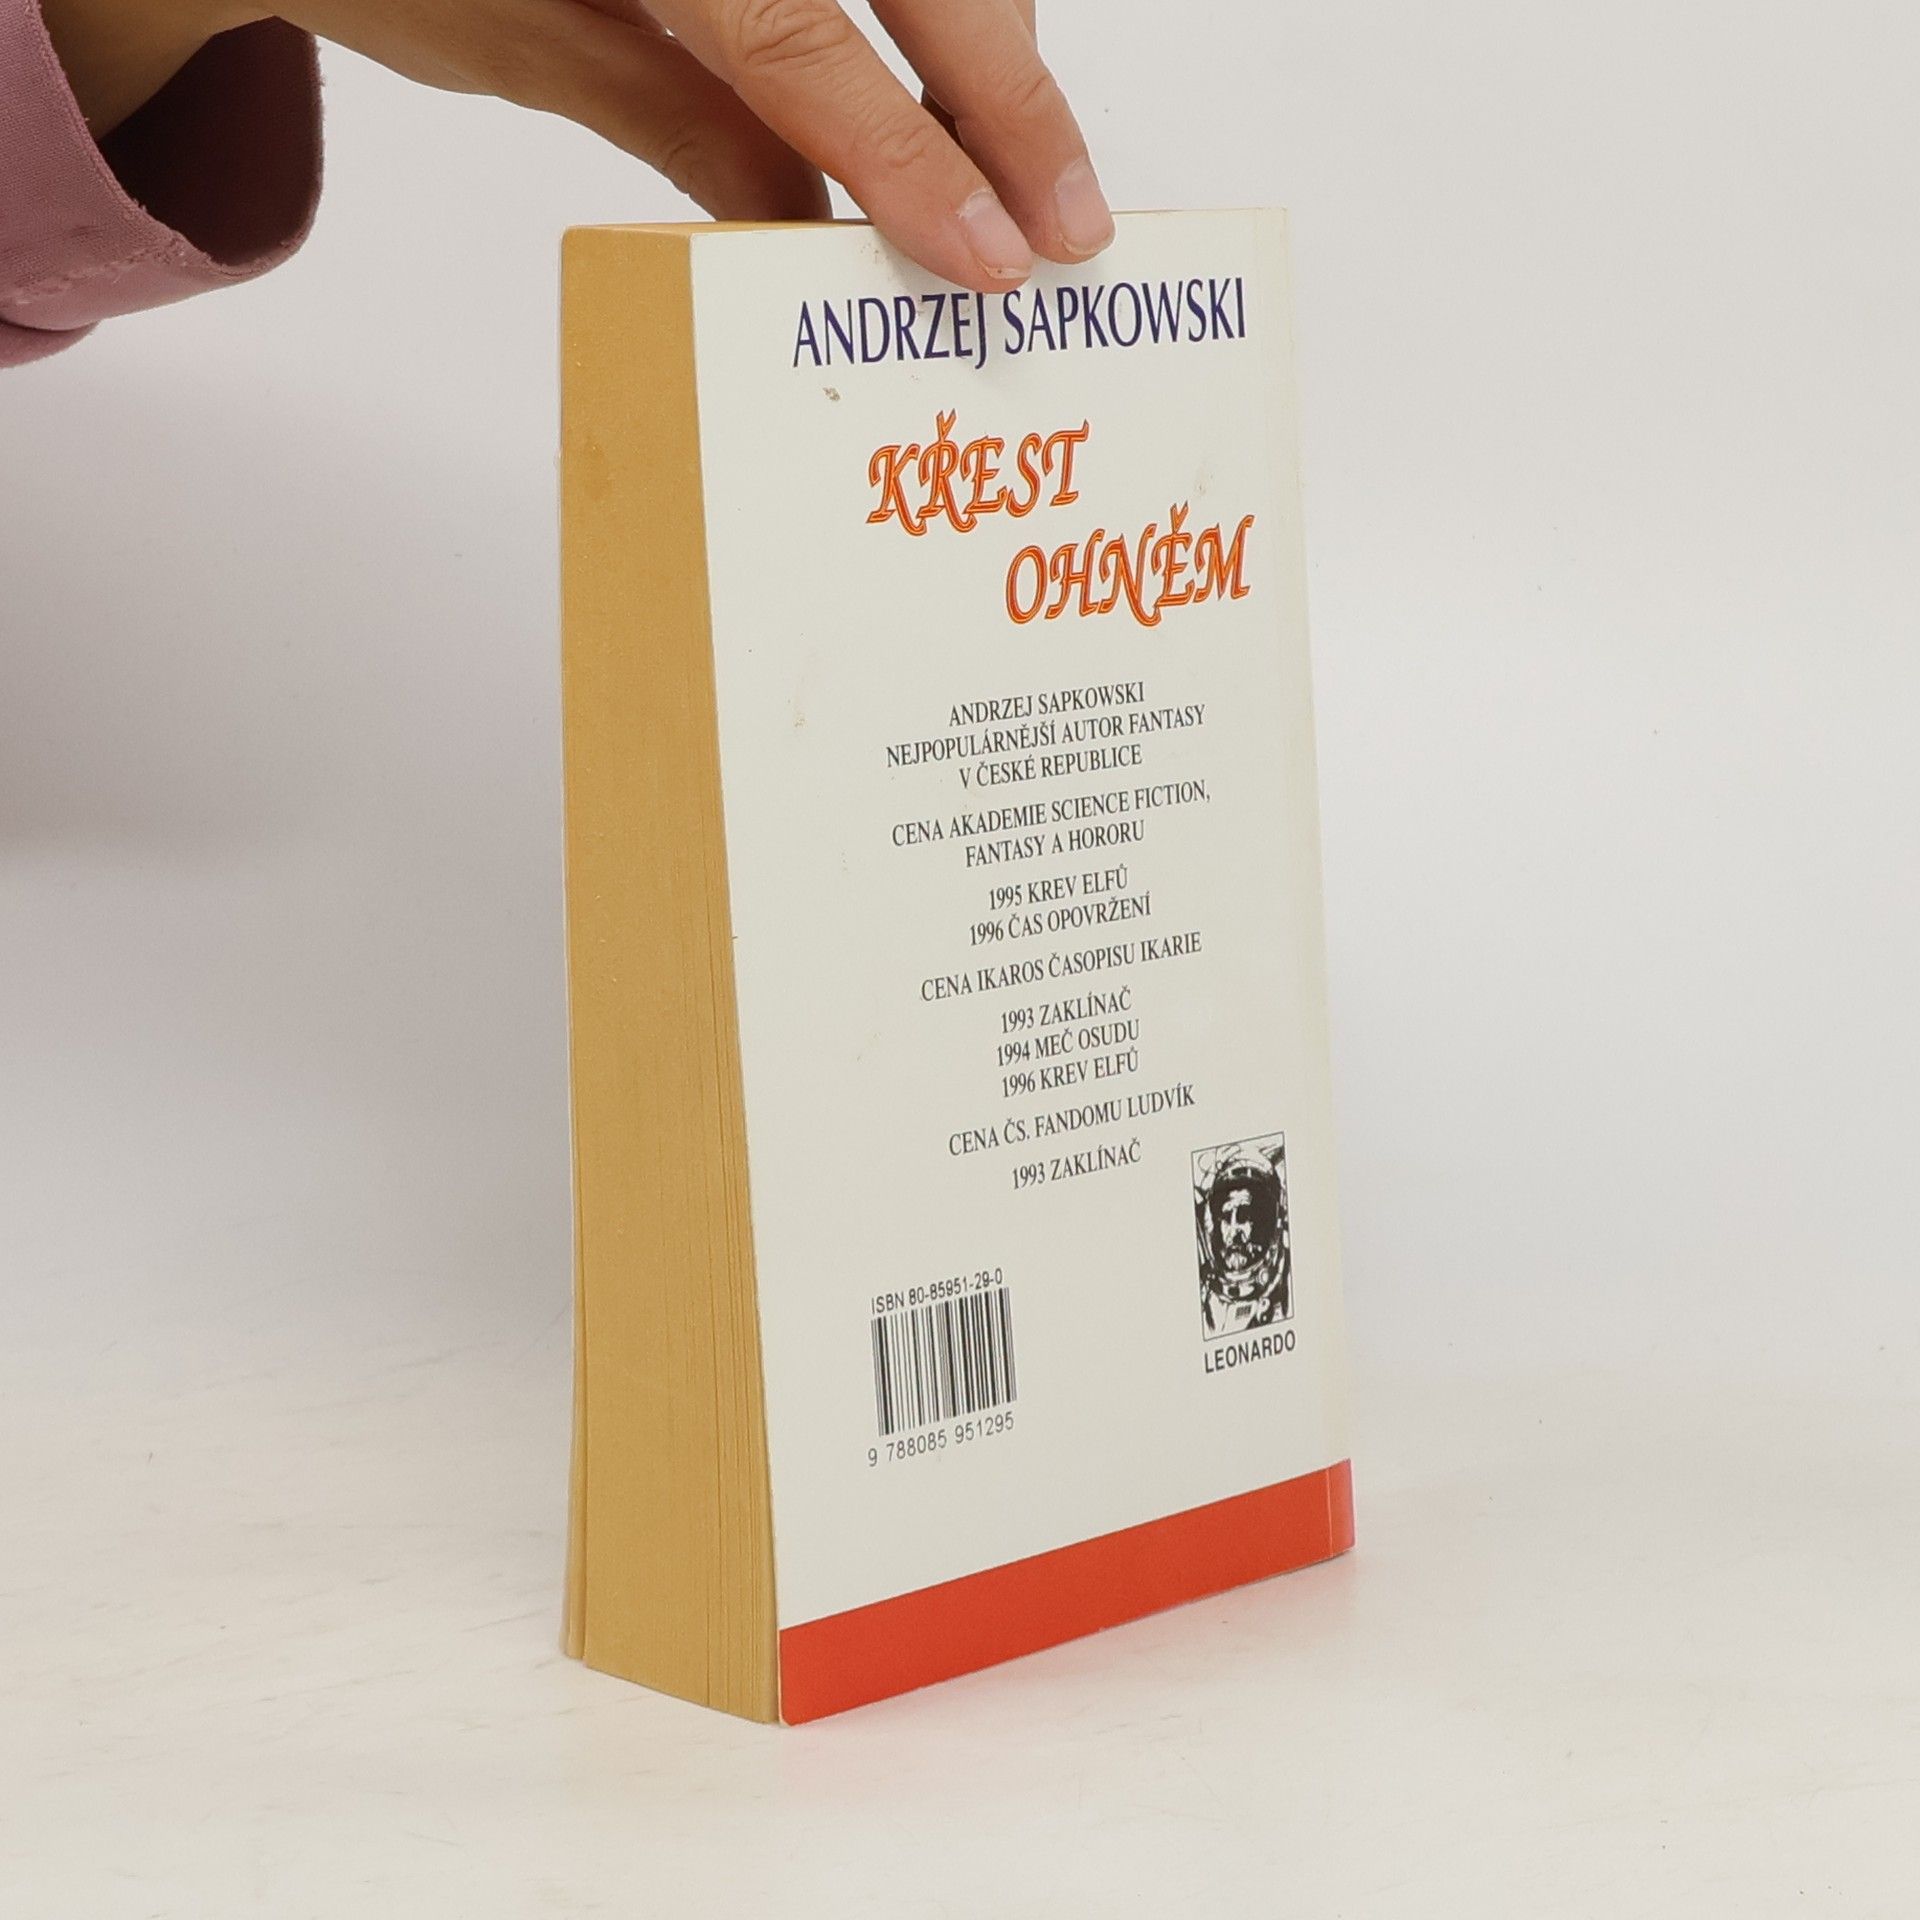 ANDRZEJ SAPKOWSKI
KŘEST
OHNĚM
ANDRZEJ SAPKOWSKI
NEJPOPULÁRNĚJŠÍ AUTOR FANTASY
V ČESKÉ REPUBLICE
CENA AKADEMIE SCIENCE FICTION,
FANTASY A HORORU
1995 KREV ELFŮ
1996 ČAS OPOVRŽENÍ
CENA IKAROS ČASOPISU IKARIE
1993 ZAKLÍNAČ
1994 MEČ OSUDU
1996 KREV ELFŮ
CENA ČS. FANDOMU LUDVÍK
1993 ZAKLÍNAČ
LEONARDO
ISBN 80-85951-29-0
9 788085 951295